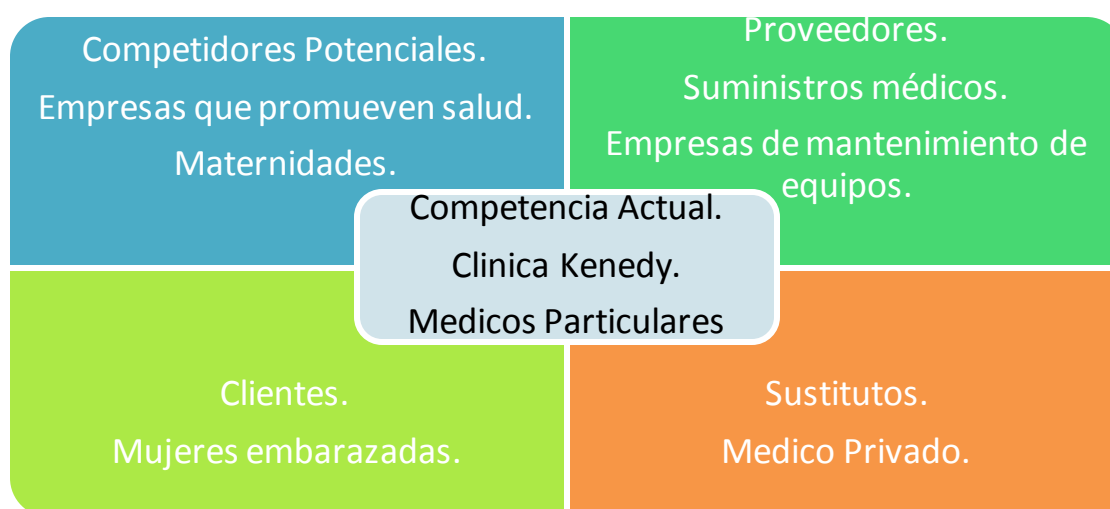 Competidores Potenciales.
Empresas que promueven salud.
Maternidades.
Proveedores.
Suministros médicos.
Empresas de mantenimiento de
equipos.
Competencia Actual.
Clinica Kenedy.
Medicos Particulares
Clientes.
Mujeres embarazadas.
Sustitutos.
Medico Privado.